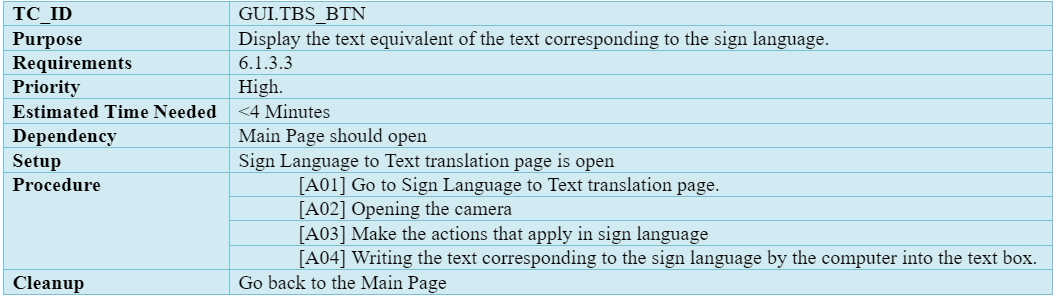 TC_ID GUI.TBS_BTN
Purpose Display the text equivalent of the text corresponding to the sign language.
Requirements 6.1.3.3
Priority High.
Estimated Time Needed <4 Minutes
Dependency Main Page should open
Setup Sign Language to Text translation page is open
Procedure [A01] Go to Sign Language to Text translation page.
[A02] Opening the camera
[A03] Make the actions that apply in sign language
[A04] Writing the text corresponding to the sign language by the computer into the text box.
Cleanup Go back to the Main Page